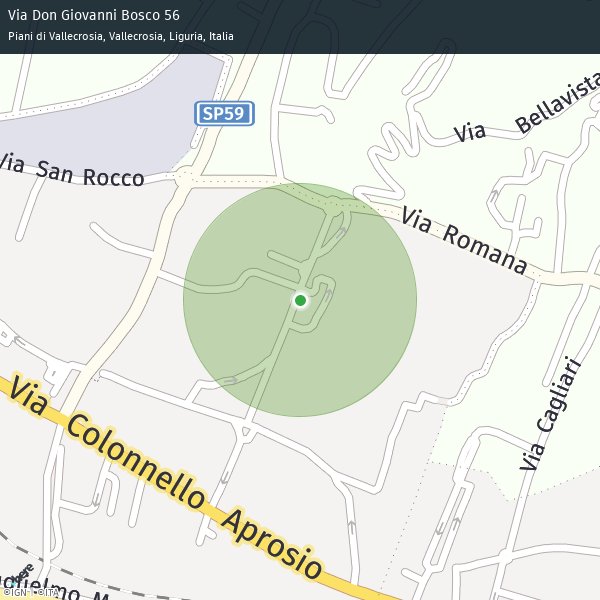 Via Don Giovanni Bosco 56
Piani di Vallecrosia, Vallecrosia, Liguria, Italia
SP59
Via Bellavista
Via San Rocco
Via Romana
Via Cagliari
Via Colonnello Aprosio
©IGN | ©ITA